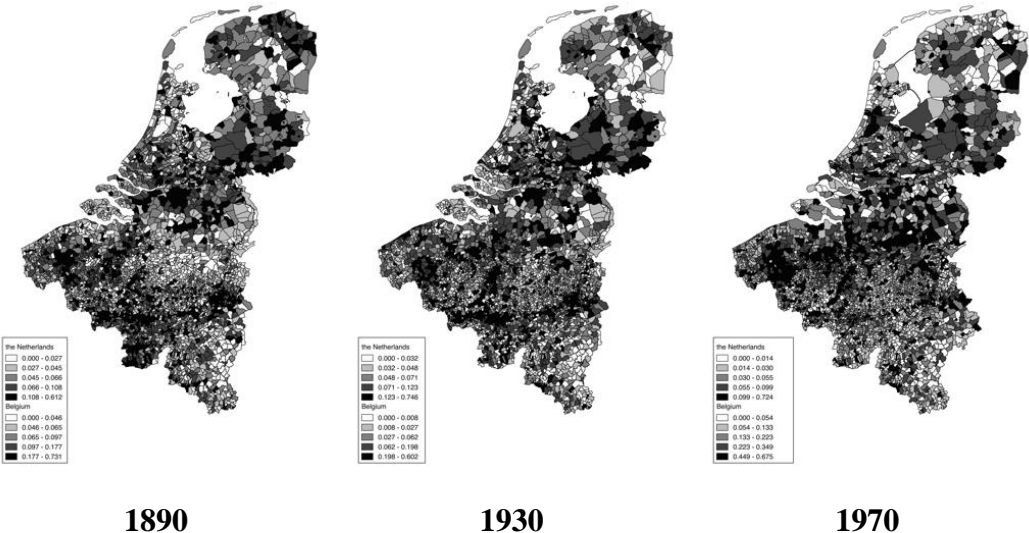 the Netherlands
0.000 - 0.027
0.027 - 0.045
0.045 - 0.066
0.066 - 0.108
0.108 - 0.612
Belgium
0.000 - 0.046
0.046 - 0.065
0.065 - 0.097
0.097 - 0.177
0.177 - 0.731
the Netherlands
0.000 - 0.032
0.032 - 0.048
0.048 - 0.071
0.071 - 0.123
0.123 - 0.746
Belgium
0.000 - 0.008
0.008 - 0.027
0.027 - 0.062
0.062 - 0.198
0.198 - 0.602
the Netherlands
0.000 - 0.014
0.014 - 0.030
0.030 - 0.055
0.055 - 0.099
0.099 - 0.724
Belgium
0.000 - 0.054
0.054 - 0.133
0.133 - 0.223
0.223 - 0.349
0.449 - 0.675
1890
1930
1970